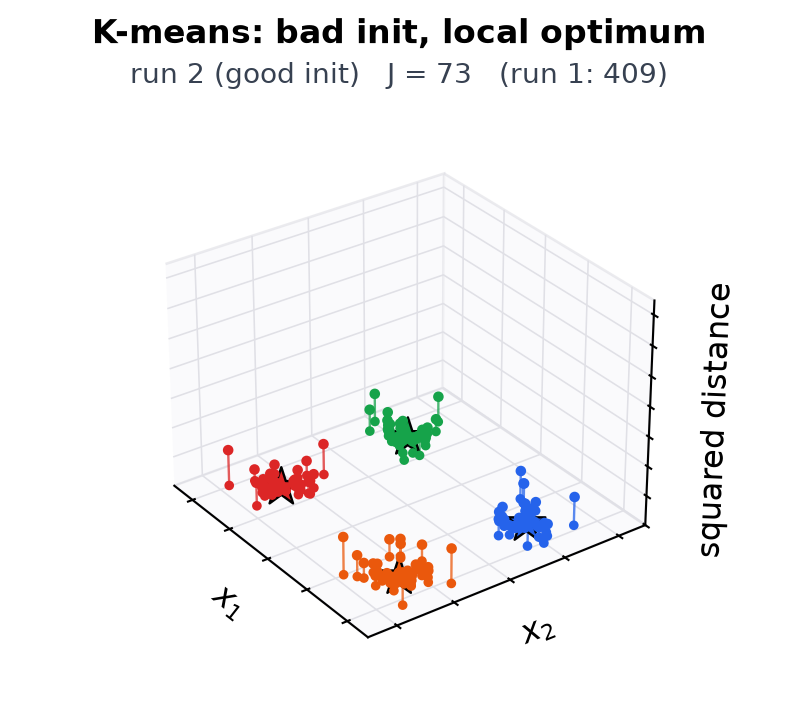 K-means: bad init, local optimum
run 2 (good init)   J = 73   (run 1: 409)
squared distance
x₁
x₂